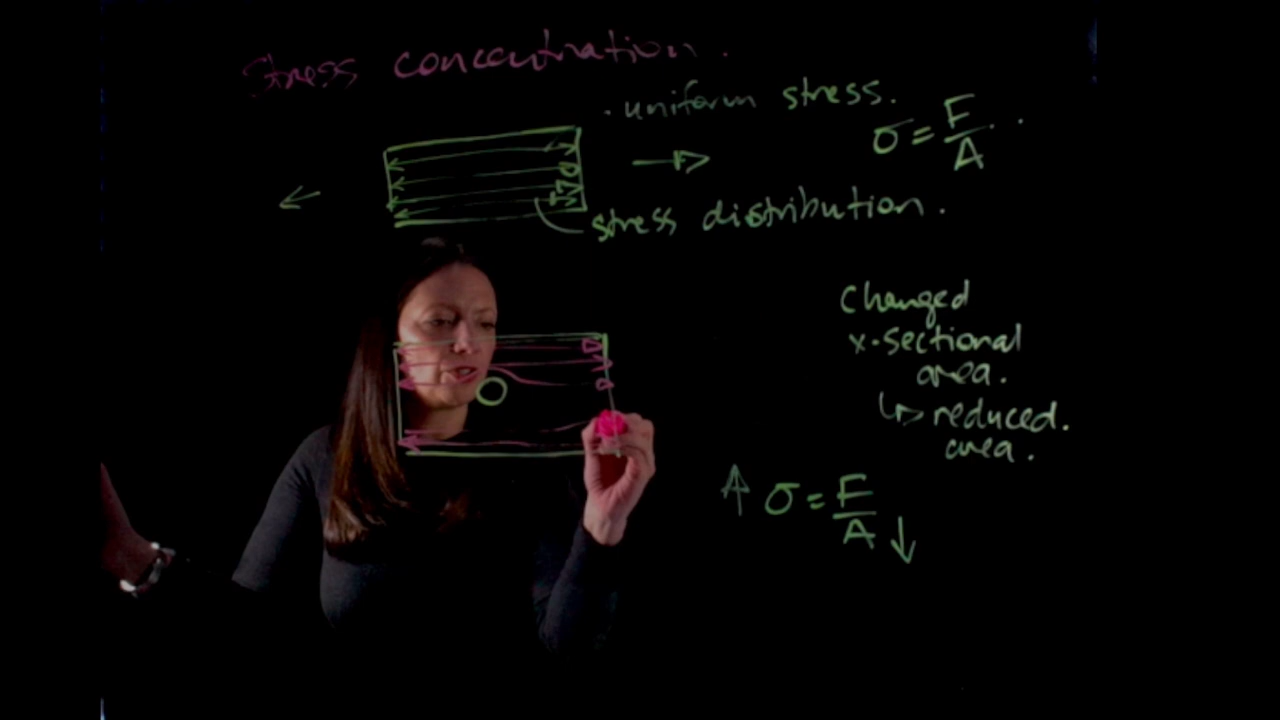 Stress concentration.
· uniform stress.
σ = F/A
stress distribution.
Changed
x-sectional
area.
↳ reduced.
area.
↑ σ = F/A ↓